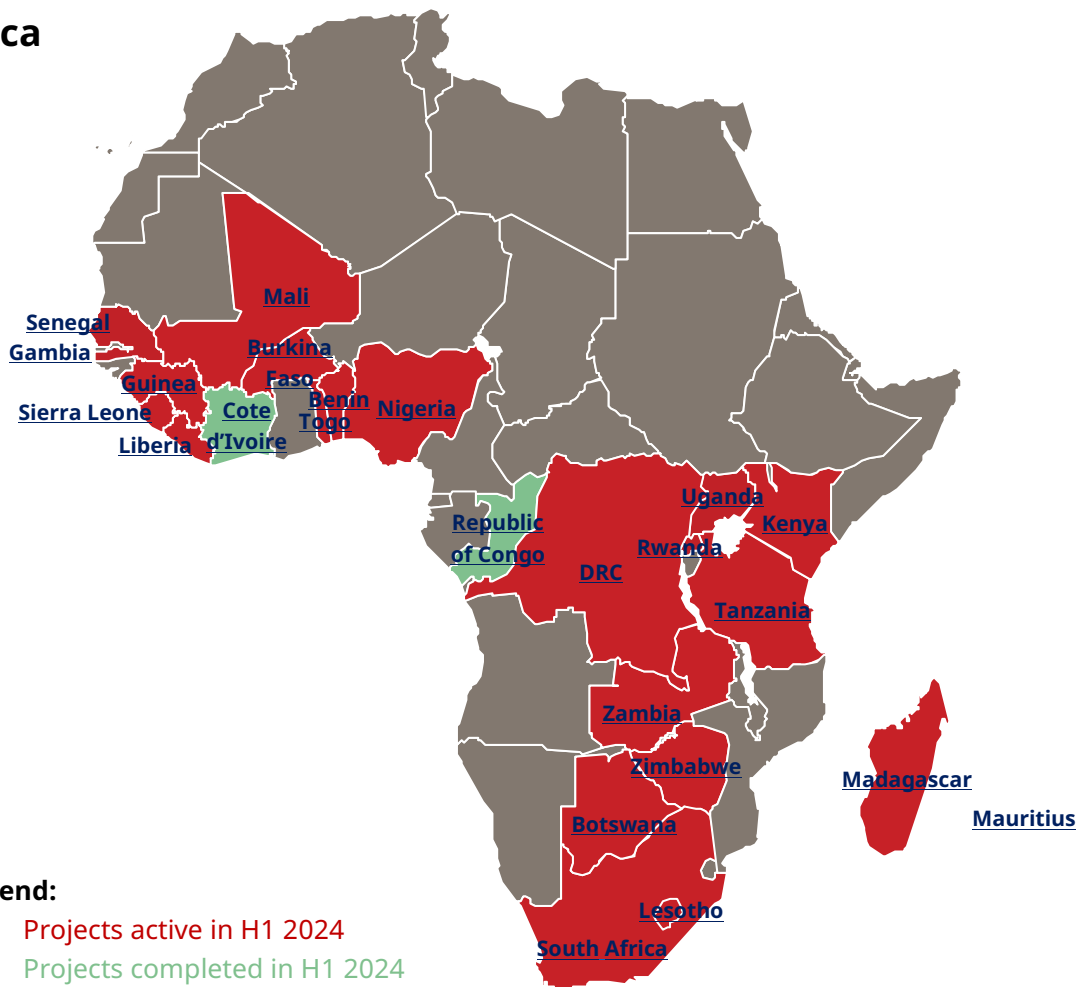 ca
Mali
Senegal
Gambia
Burkina
Faso
Guinea
Benin
Sierra Leone
Cote
d’Ivoire
Togo
Nigeria
Liberia
Uganda
Republic
of Congo
Kenya
Rwanda
DRC
Tanzania
Zambia
Zimbabwe
Madagascar
Mauritius
Botswana
end:
Lesotho
Projects active in H1 2024
South Africa
Projects completed in H1 2024